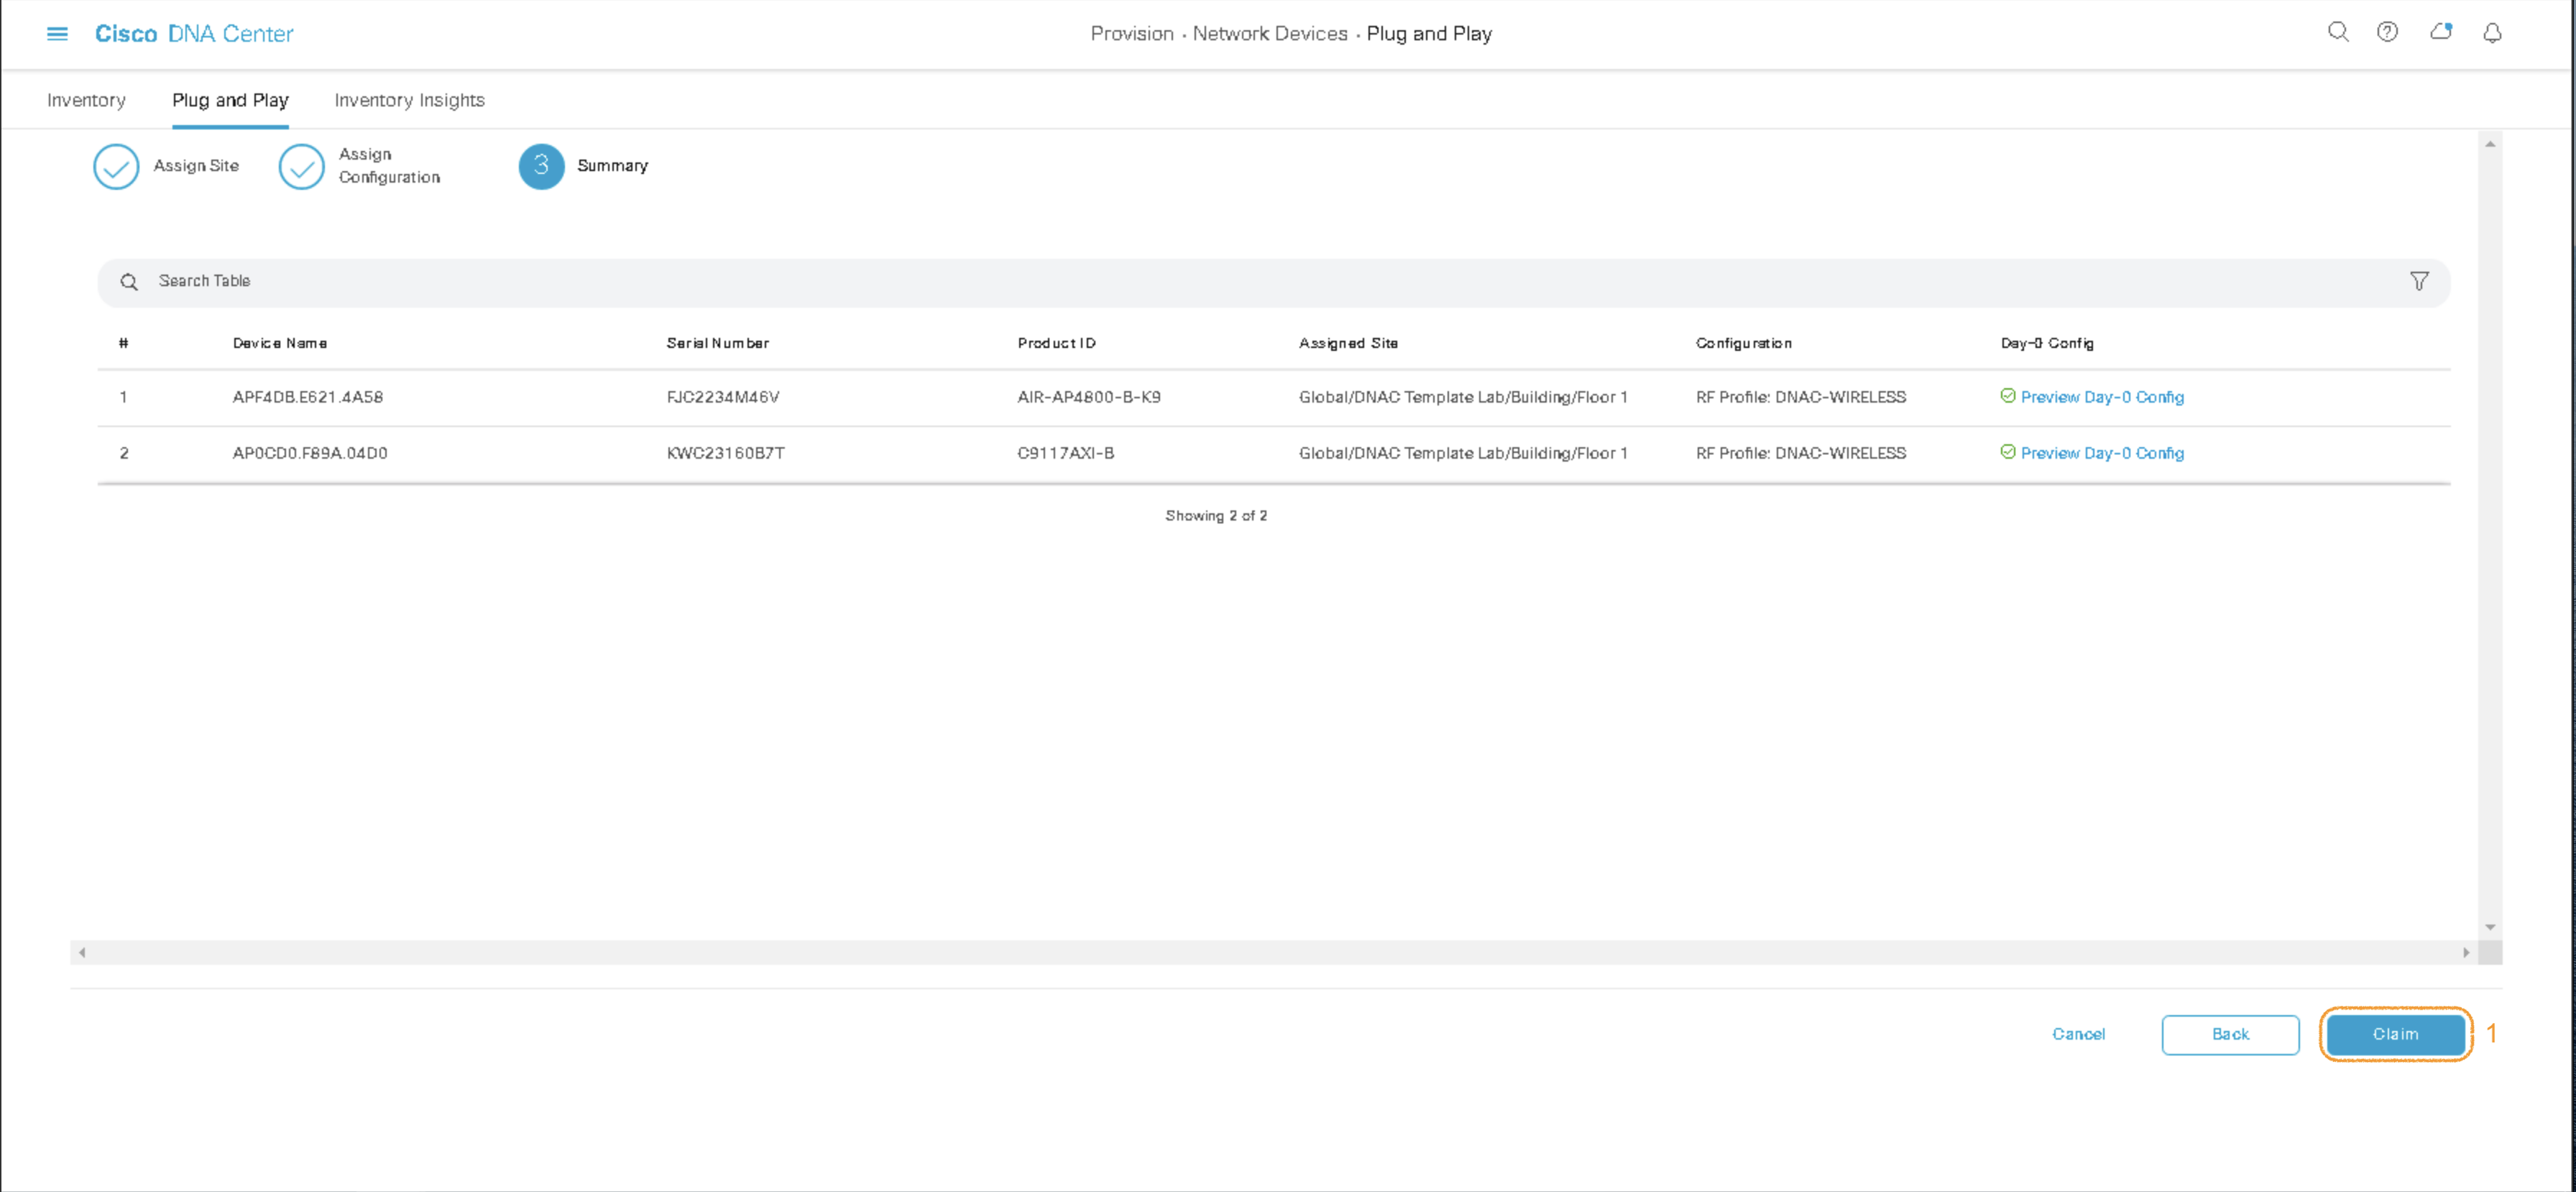 Cisco DNA Center
Provision · Network Devices · Plug and Play
Inventory Plug and Play Inventory Insights
Assign Site
Assign
Configuration
3 Summary
Search Table
# Device Name Serial Number Product ID Assigned Site Configuration Day-0 Config
1 APF4DB.E621.4A58 FJC2234M46V AIR-AP4800-B-K9 Global/DNAC Template Lab/Building/Floor 1 RF Profile: DNAC-WIRELESS Preview Day-0 Config
2 AP0CD0.F89A.04D0 KWC23160B7T C9117AXI-B Global/DNAC Template Lab/Building/Floor 1 RF Profile: DNAC-WIRELESS Preview Day-0 Config
Showing 2 of 2
Cancel Back Claim 1